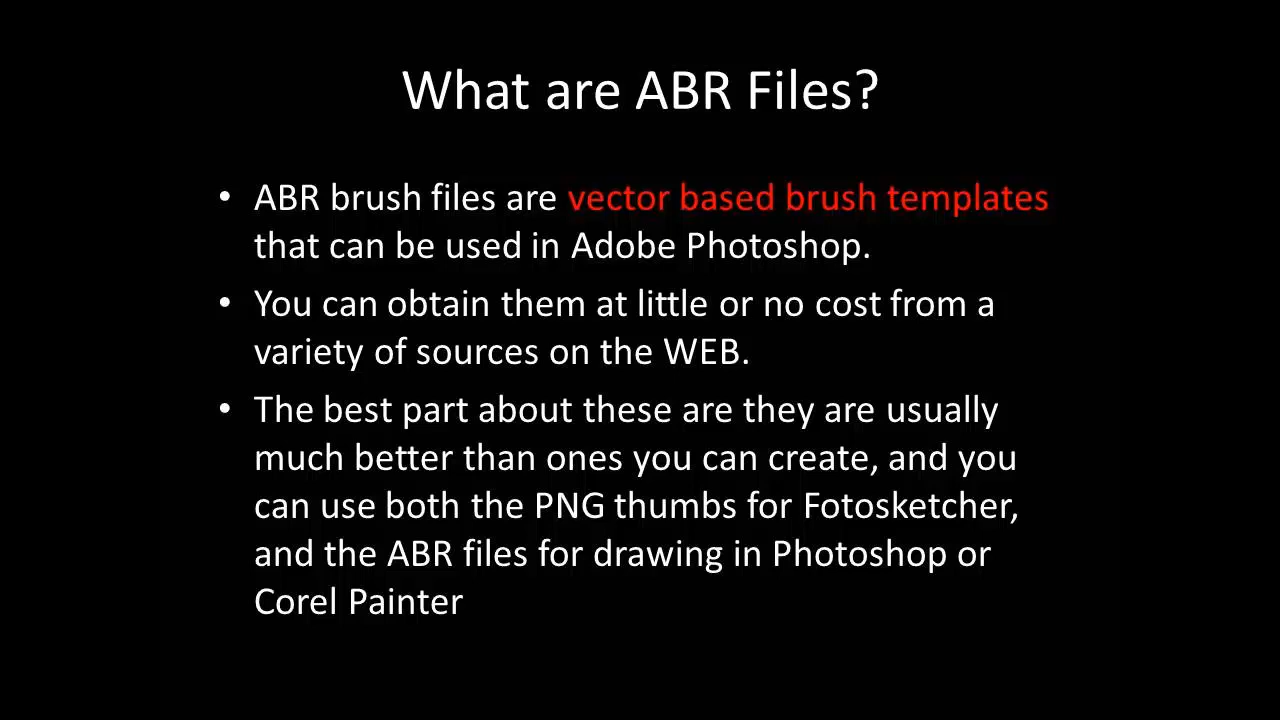 What are ABR Files?
• ABR brush files are vector based brush templates
that can be used in Adobe Photoshop.
• You can obtain them at little or no cost from a
variety of sources on the WEB.
• The best part about these are they are usually
much better than ones you can create, and you
can use both the PNG thumbs for Fotosketcher,
and the ABR files for drawing in Photoshop or
Corel Painter